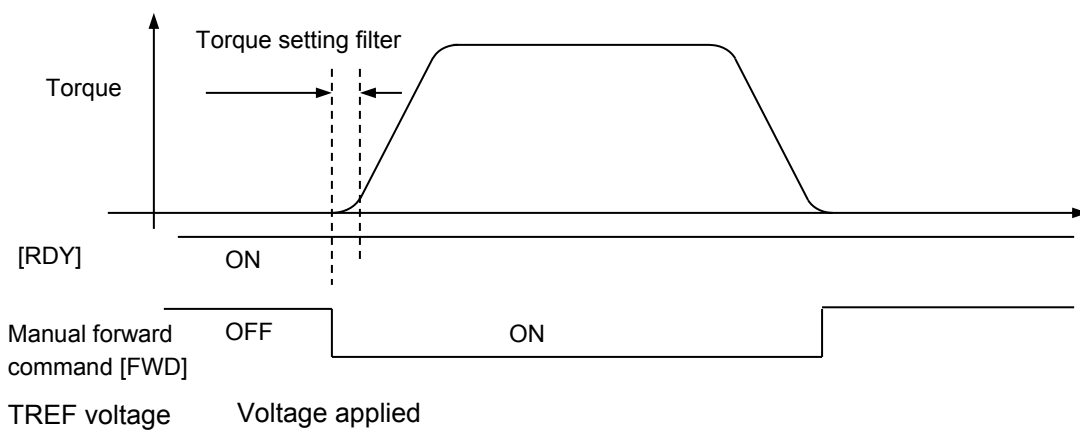 Torque setting filter
Torque
[RDY] ON
Manual forward
command [FWD]
OFF ON
TREF voltage Voltage applied